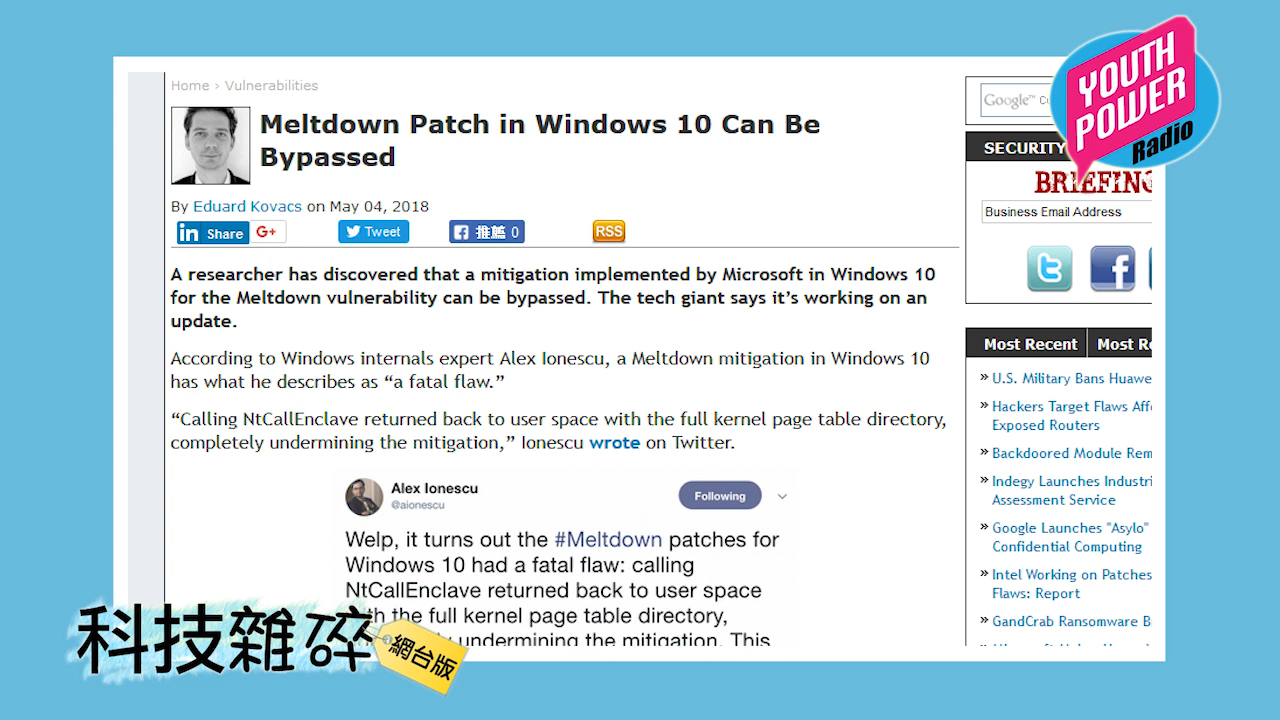 Home › Vulnerabilities
Meltdown Patch in Windows 10 Can Be
Bypassed
By Eduard Kovacs on May 04, 2018
in Share
G+
Tweet
推薦 0
RSS
A researcher has discovered that a mitigation implemented by Microsoft in Windows 10
for the Meltdown vulnerability can be bypassed. The tech giant says it’s working on an
update.
According to Windows internals expert Alex Ionescu, a Meltdown mitigation in Windows 10
has what he describes as “a fatal flaw.”
“Calling NtCallEnclave returned back to user space with the full kernel page table directory,
completely undermining the mitigation,” Ionescu wrote on Twitter.
Alex Ionescu
@aionescu
Following
Welp, it turns out the #Meltdown patches for
Windows 10 had a fatal flaw: calling
NtCallEnclave returned back to user space
the full kernel page table directory,
undermining the mitigation. This
Google™
YOUTH
POWER
Radio
SECURITY
BRIEFING
Business Email Address
Most Recent
Most
» U.S. Military Bans
» Hackers Target Flaws
Exposed Routers
» Backdoored Module
» Indegy Launches
Assessment Service
» Google Launches "Asylo"
Confidential Computing
» Intel Working on Patches
Flaws: Report
» GandCrab Ransomware
科技雜碎
網台版